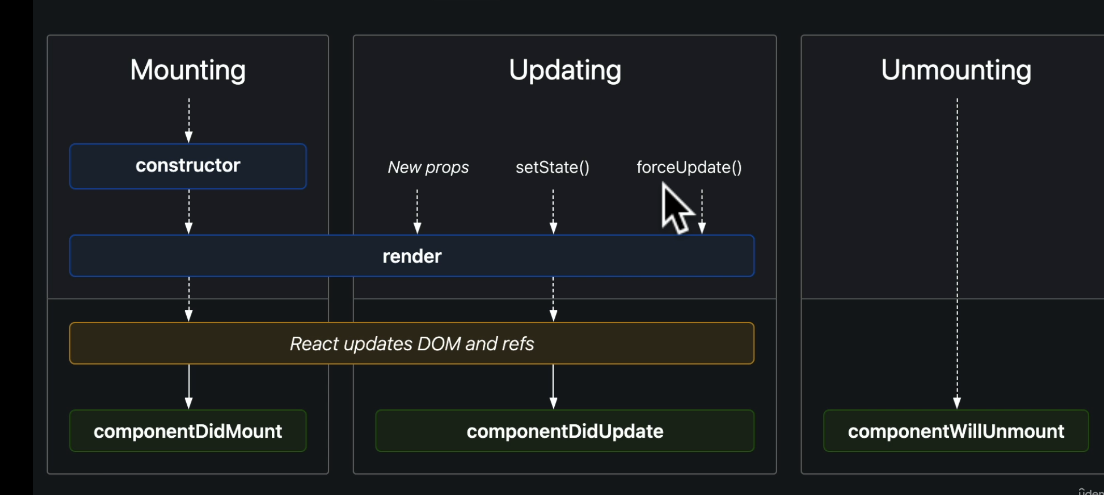 Mounting
Updating
Unmounting
constructor
New props
setState()
forceUpdate()
render
React updates DOM and refs
componentDidMount
componentDidUpdate
componentWillUnmount